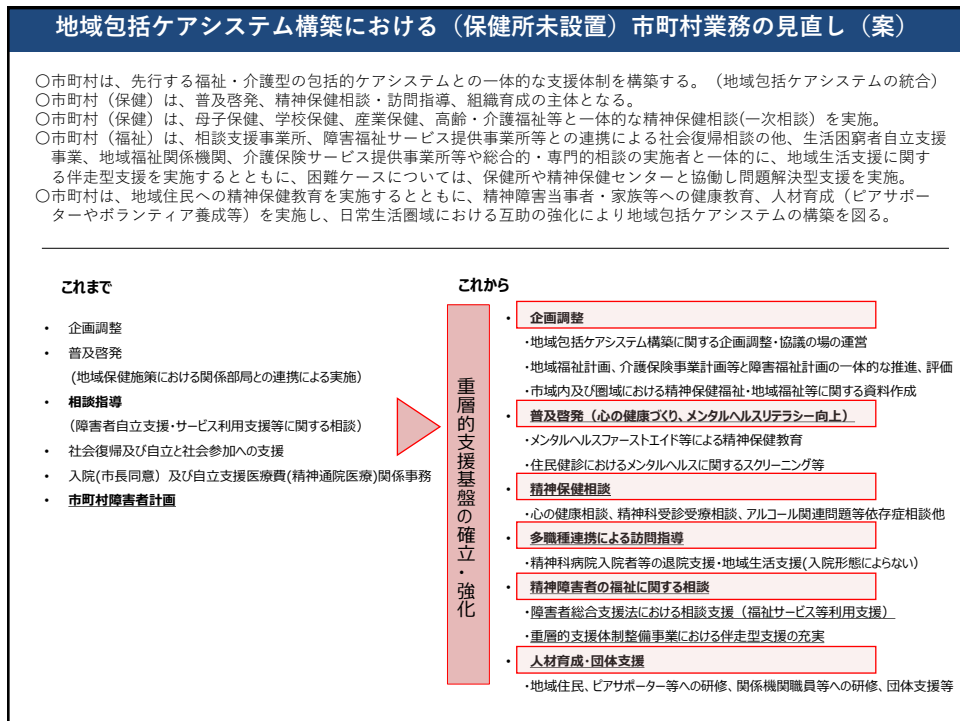 地域包括ケアシステム構築における（保健所未設置）市町村業務の見直し（案）
〇市町村は、先行する福祉・介護型の包括的ケアシステムとの一体的な支援体制を構築する。（地域包括ケアシステムの統合）
〇市町村（保健）は、普及啓発、精神保健相談・訪問指導、組織育成の主体となる。
〇市町村（保健）は、母子保健、学校保健、産業保健、高齢・介護福祉等と一体的な精神保健相談(一次相談）を実施。
〇市町村（福祉）は、相談支援事業所、障害福祉サービス提供事業所等との連携による社会復帰相談の他、生活困窮者自立支援
事業、地域福祉関係機関、介護保険サービス提供事業所等や総合的・専門的相談の実施者と一体的に、地域生活支援に関す
る伴走型支援を実施するとともに、困難ケースについては、保健所や精神保健センターと協働し問題解決型支援を実施。
〇市町村は、地域住民への精神保健教育を実施するとともに、精神障害当事者・家族等への健康教育、人材育成（ピアサポー
ターやボランティア養成等）を実施し、日常生活圏域における互助の強化により地域包括ケアシステムの構築を図る。
これまで
・ 企画調整
・ 普及啓発
(地域保健施策における関係部局との連携による実施）
・ 相談指導
（障害者自立支援・サービス利用支援等に関する相談）
・ 社会復帰及び自立と社会参加への支援
・ 入院(市長同意）及び自立支援医療費(精神通院医療)関係事務
・ 市町村障害者計画
重層的支援基盤の確立・強化
これから
・ 企画調整
・地域包括ケアシステム構築に関する企画調整・協議の場の運営
・地域福祉計画、介護保険事業計画等と障害福祉計画の一体的な推進、評価
・市域内及び圏域における精神保健福祉・地域福祉等に関する資料作成
・ 普及啓発（心の健康づくり、メンタルヘルスリテラシー向上）
・メンタルヘルスファーストエイド等による精神保健教育
・住民健診におけるメンタルヘルスに関するスクリーニング等
・ 精神保健相談
・心の健康相談、精神科受診受療相談、アルコール関連問題等依存症相談他
・ 多職種連携による訪問指導
・精神科病院入院者等の退院支援・地域生活支援(入院形態によらない）
・ 精神障害者の福祉に関する相談
・障害者総合支援法における相談支援（福祉サービス等利用支援）
・重層的支援体制整備事業における伴走型支援の充実
・ 人材育成・団体支援
・地域住民、ピアサポーター等への研修、関係機関職員等への研修、団体支援等